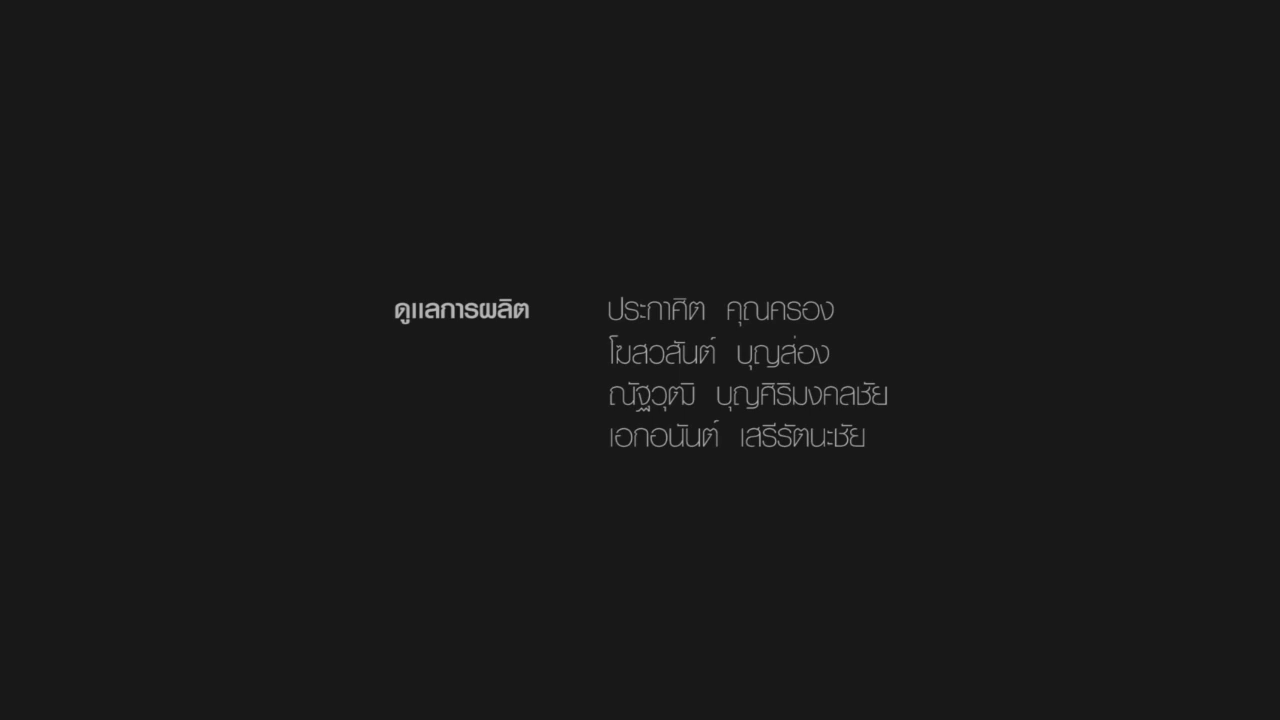 ดูแลการผลิต ประกาศิต คุณครอง
โฆสวสันต์ บุญส่อง
ณัฐวุฒิ บุญศิริมงคลชัย
เอกอนันต์ เสรีรัตนะชัย